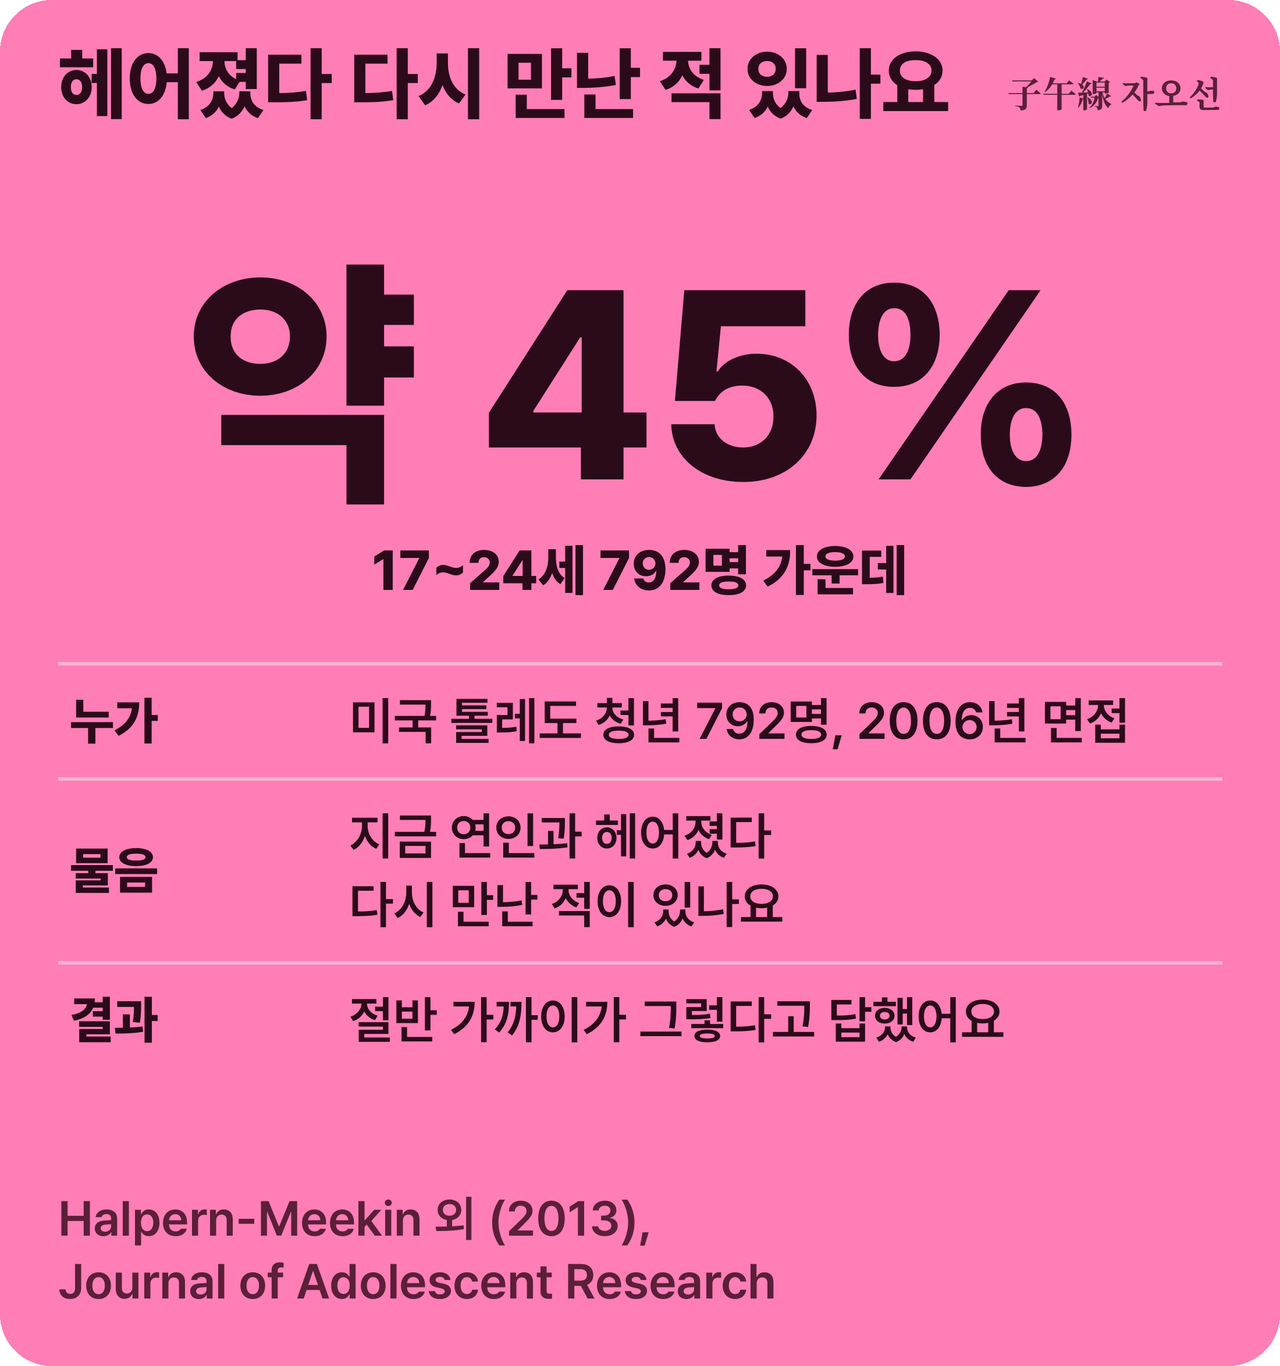 헤어졌다 다시 만난 적 있나요
子午線 자오선
약 45%
17~24세 792명 가운데
누가 미국 톨레도 청년 792명, 2006년 면접
물음 지금 연인과 헤어졌다
다시 만난 적이 있나요
결과 절반 가까이가 그렇다고 답했어요
Halpern-Meekin 외 (2013),
Journal of Adolescent Research